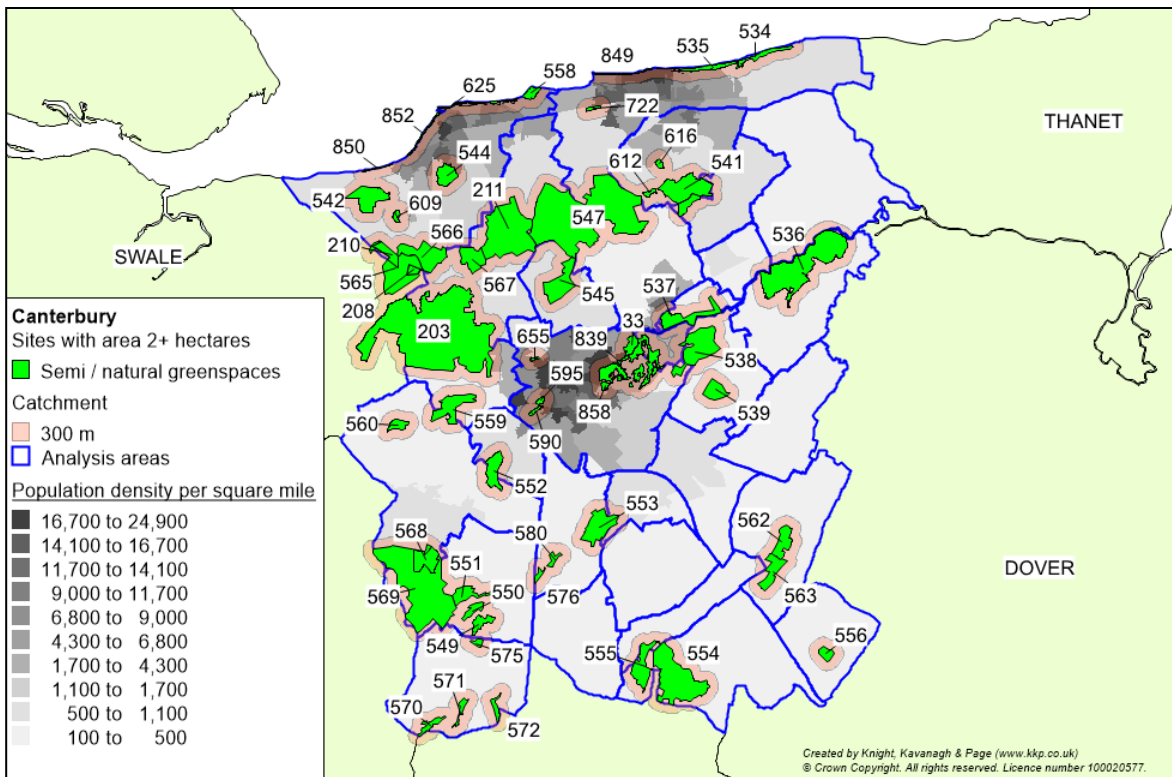 534
535
849
558
625
722
852
THANET
616
850
544
612
541
211
542
547
609
566
536
210
SWALE
565
567
545
537
208
33
203
655
839
595
538
858
539
560
559
590
552
553
562
568
580
551
DOVER
550
569
576
563
549
575
556
555
554
571
570
572
Canterbury
Sites with area 2+ hectares
Semi / natural greenspaces
Catchment
300 m
Analysis areas
Population density per square mile
16,700 to 24,900
14,100 to 16,700
11,700 to 14,100
9,000 to 11,700
6,800 to 9,000
4,300 to 6,800
1,700 to 4,300
1,100 to 1,700
500 to 1,100
100 to 500
Created by Knight, Kavanagh & Page (www.kkp.co.uk)
© Crown Copyright. All rights reserved. Licence number 100020577.